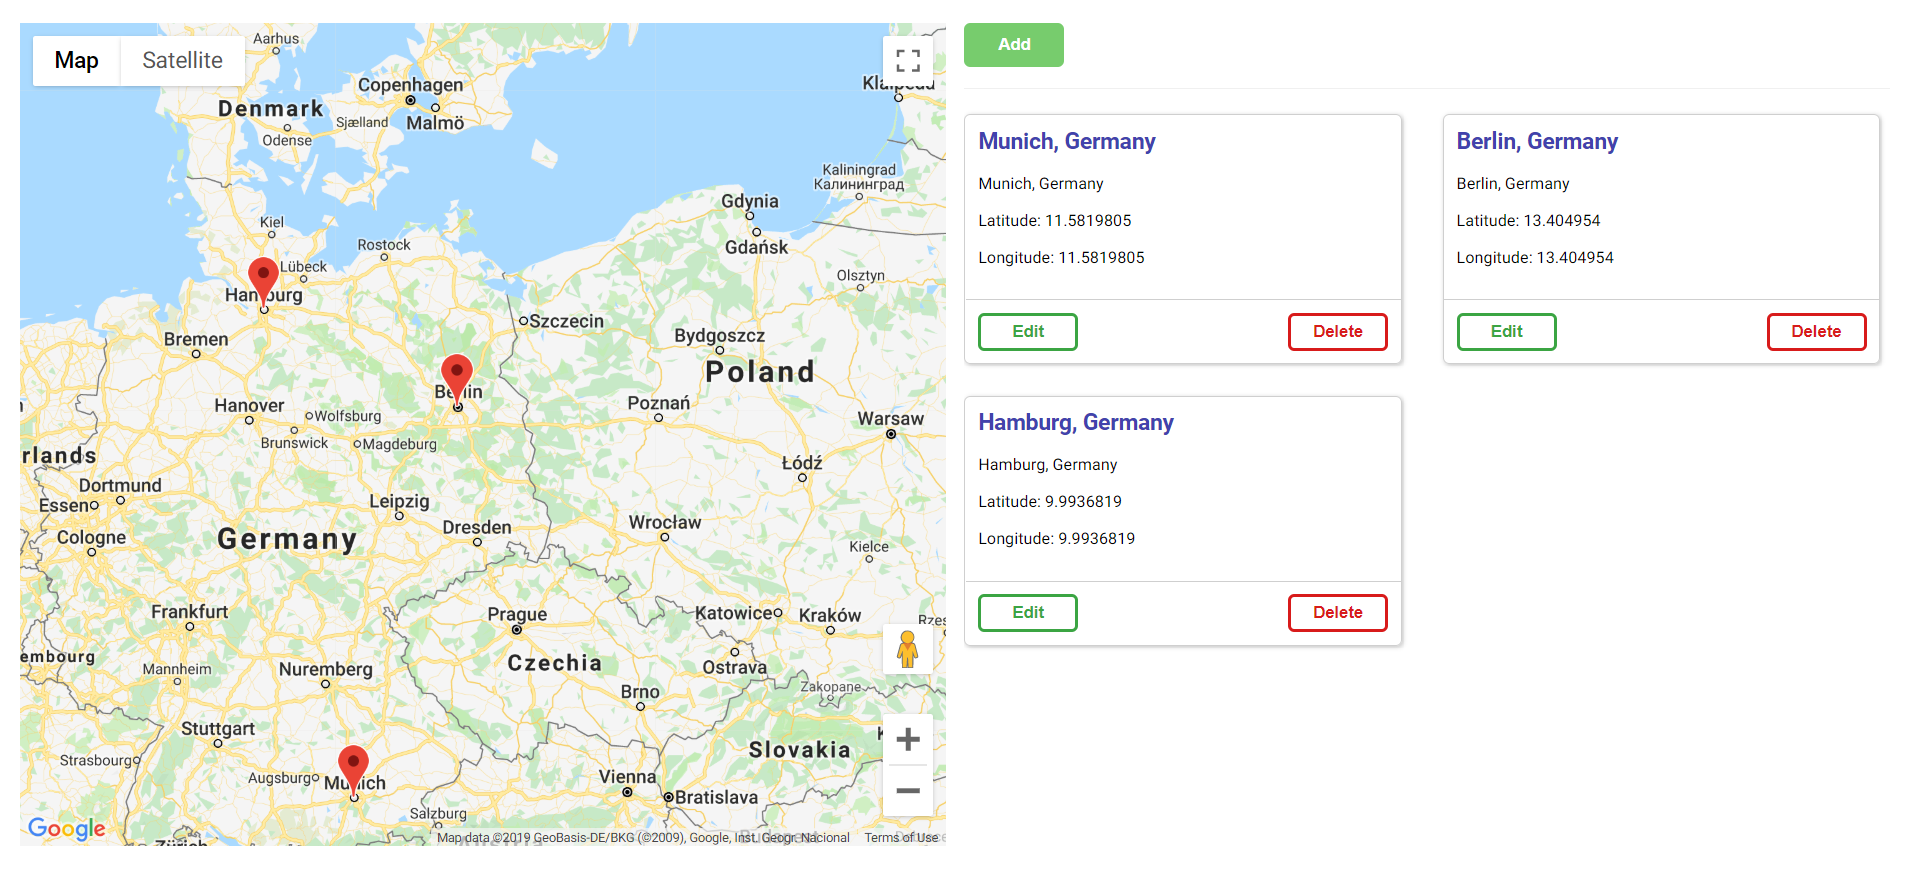 Map
Satellite
Aarhus
Denmark
Copenhagen
Malmö
Sjælland
Odense
Klaipeda
Kaliningrad
Калининград
Kiel
Rostock
Gdynia
Gdańsk
Lübeck
Hamburg
Olsztyn
Szczecin
Bremen
Bydgoszcz
Poland
Berlin
Hanover
Wolfsburg
Poznań
Warsaw
Brunswick
Magdeburg
rlands
Łódź
Dortmund
Essen
Leipzig
Cologne
Germany
Dresden
Wrocław
Kielce
Frankfurt
Prague
Katowice
Kraków
Rzes
embourg
Mannheim
Nuremberg
Czechia
Ostrava
Zakopane
Brno
Stuttgart
Slovakia
Strasbourg
Augsburg
Munich
Vienna
Bratislava
Salzburg
Google
Zürich
Austria
Budapest
Map data ©2019 GeoBasis-DE/BKG (©2009), Google, Inst. Geogr. Nacional
Terms of Use
Add
Munich, Germany
Munich, Germany
Latitude: 11.5819805
Longitude: 11.5819805
Edit
Delete
Berlin, Germany
Berlin, Germany
Latitude: 13.404954
Longitude: 13.404954
Edit
Delete
Hamburg, Germany
Hamburg, Germany
Latitude: 9.9936819
Longitude: 9.9936819
Edit
Delete